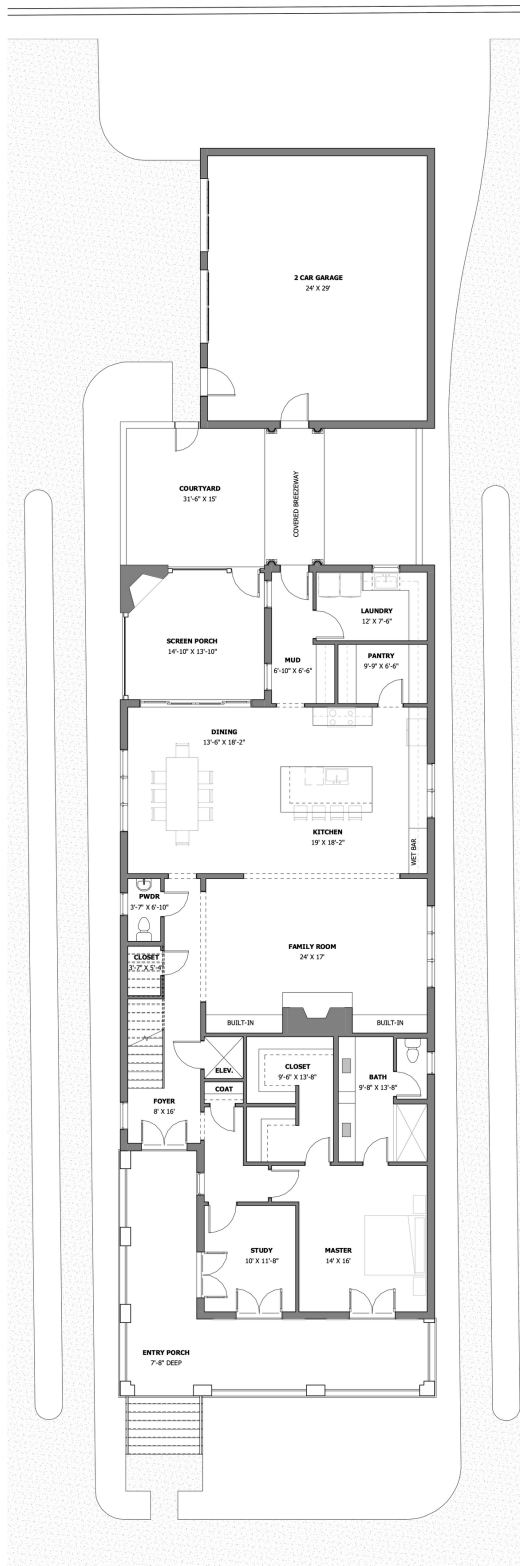 2 CAR GARAGE
24' X 29'
COURTYARD
31'-6" X 15'
COVERED BREEZEWAY
LAUNDRY
12' X 7'-6"
SCREEN PORCH
14'-10" X 13'-10"
MUD
6'-10" X 6'-6"
PANTRY
9'-9" X 6'-6"
DINING
13'-6" X 18'-2"
KITCHEN
19' X 18'-2"
WET BAR
PWDR
3'-7" X 6'-10"
FAMILY ROOM
24' X 17'
CLOSET
3'-7" X 5'-4"
BUILT-IN
BUILT-IN
ELEV.
CLOSET
9'-6" X 13'-8"
BATH
9'-8" X 13'-8"
COAT
FOYER
8' X 16'
STUDY
10' X 11'-8"
MASTER
14' X 16'
ENTRY PORCH
7'-8" DEEP